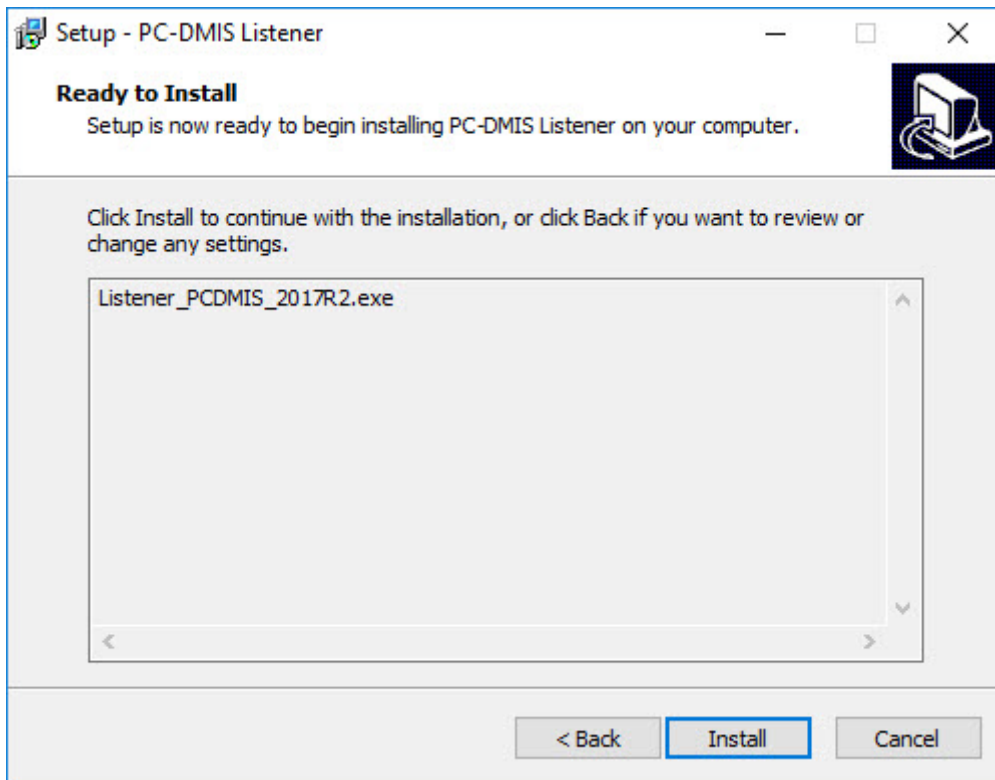 Setup - PC-DMIS Listener
Ready to Install
Setup is now ready to begin installing PC-DMIS Listener on your computer.
Click Install to continue with the installation, or click Back if you want to review or
change any settings.
Listener_PCDMIS_2017R2.exe
< Back
Install
Cancel